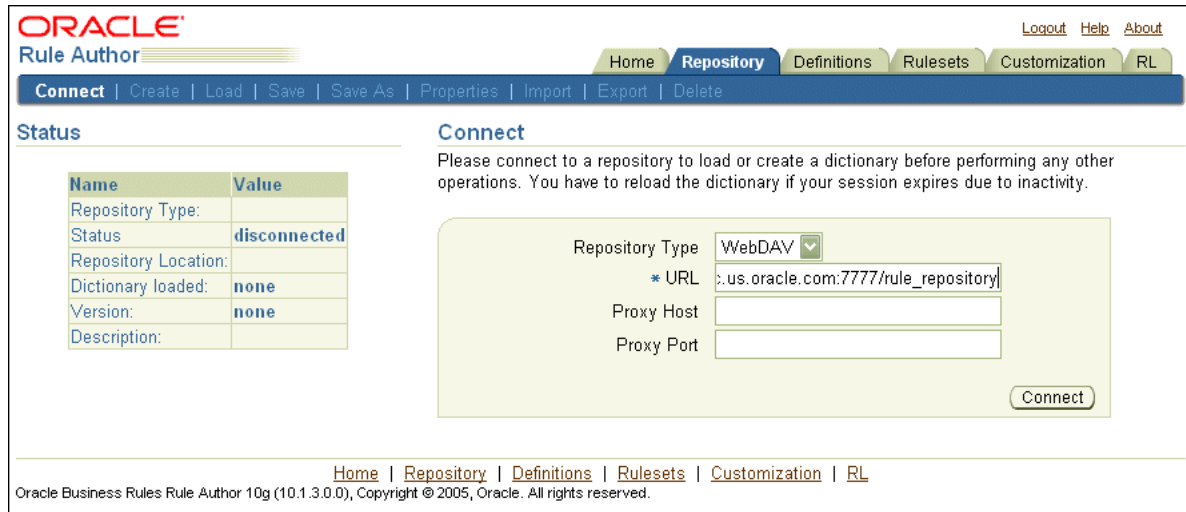 ORACLE
Logout Help About
Rule Author
Home Repository Definitions Rulesets Customization RL
Connect | Create | Load | Save | Save As | Properties | Import | Export | Delete
Status
Name Value
Repository Type:
Status disconnected
Repository Location:
Dictionary loaded: none
Version: none
Description:
Connect
Please connect to a repository to load or create a dictionary before performing any other
operations. You have to reload the dictionary if your session expires due to inactivity.
Repository Type WebDAV
* URL .us.oracle.com:7777/rule_repository
Proxy Host
Proxy Port
Connect
Home | Repository | Definitions | Rulesets | Customization | RL
Oracle Business Rules Rule Author 10g (10.1.3.0.0), Copyright © 2005, Oracle. All rights reserved.